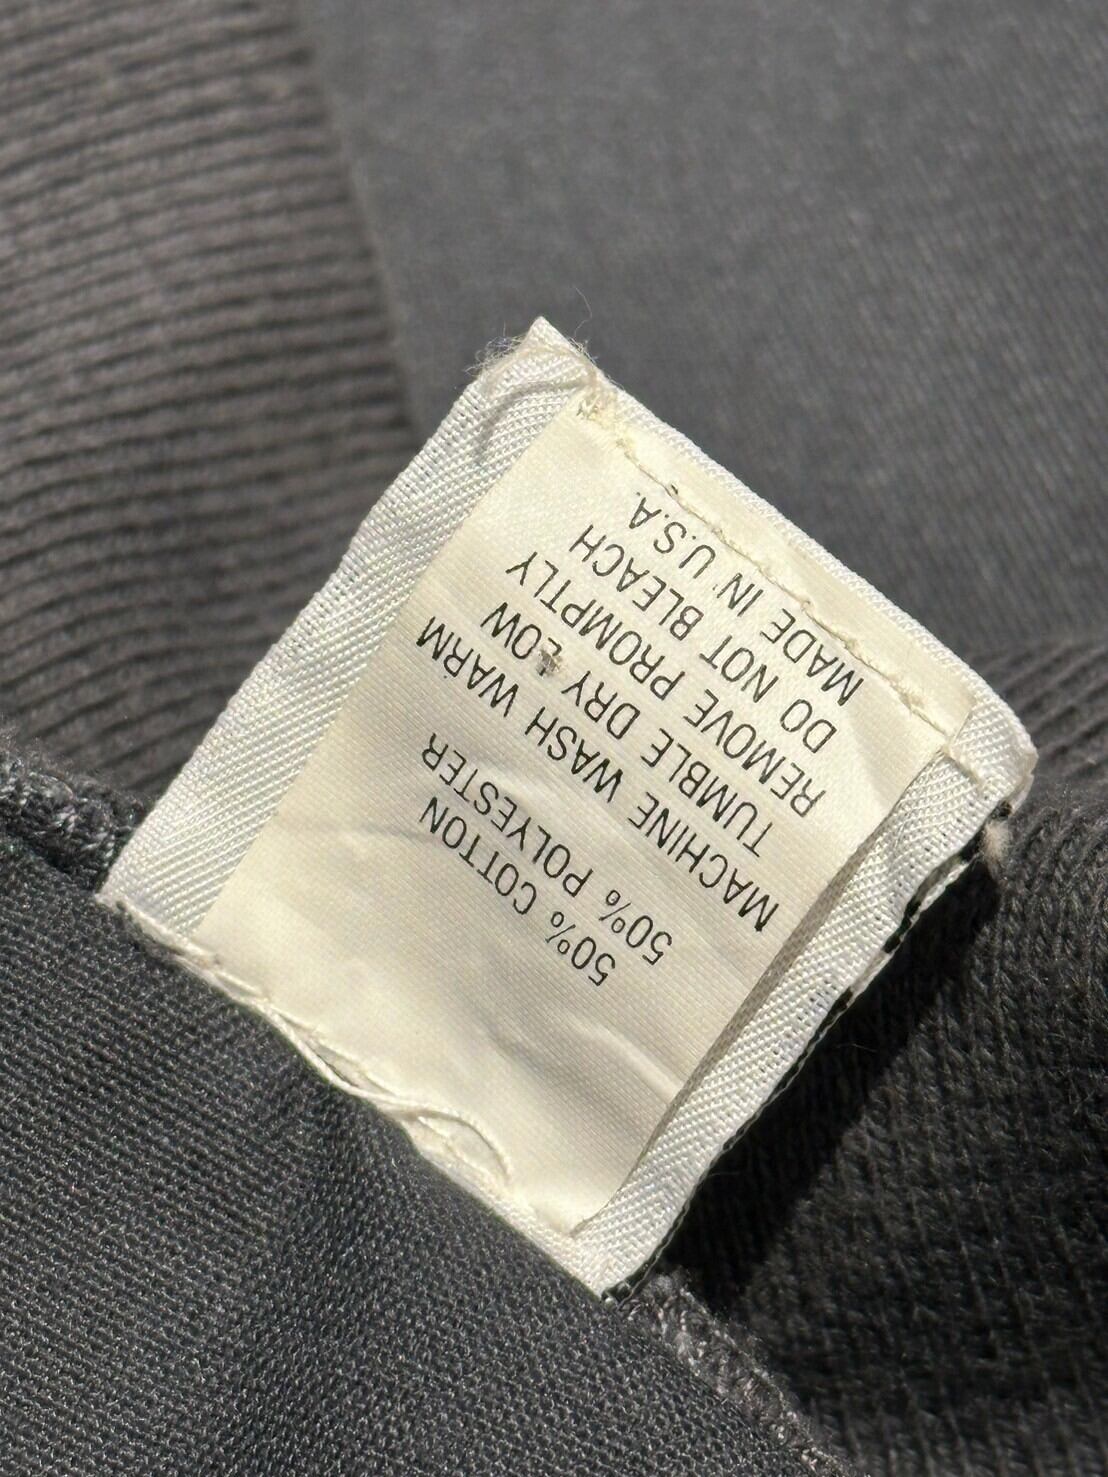 50% COTTON
50% POLYESTER
MACHINE WASH WARM
TUMBLE DRY LOW
REMOVE PROMPTLY
DO NOT BLEACH
MADE IN U.S.A.